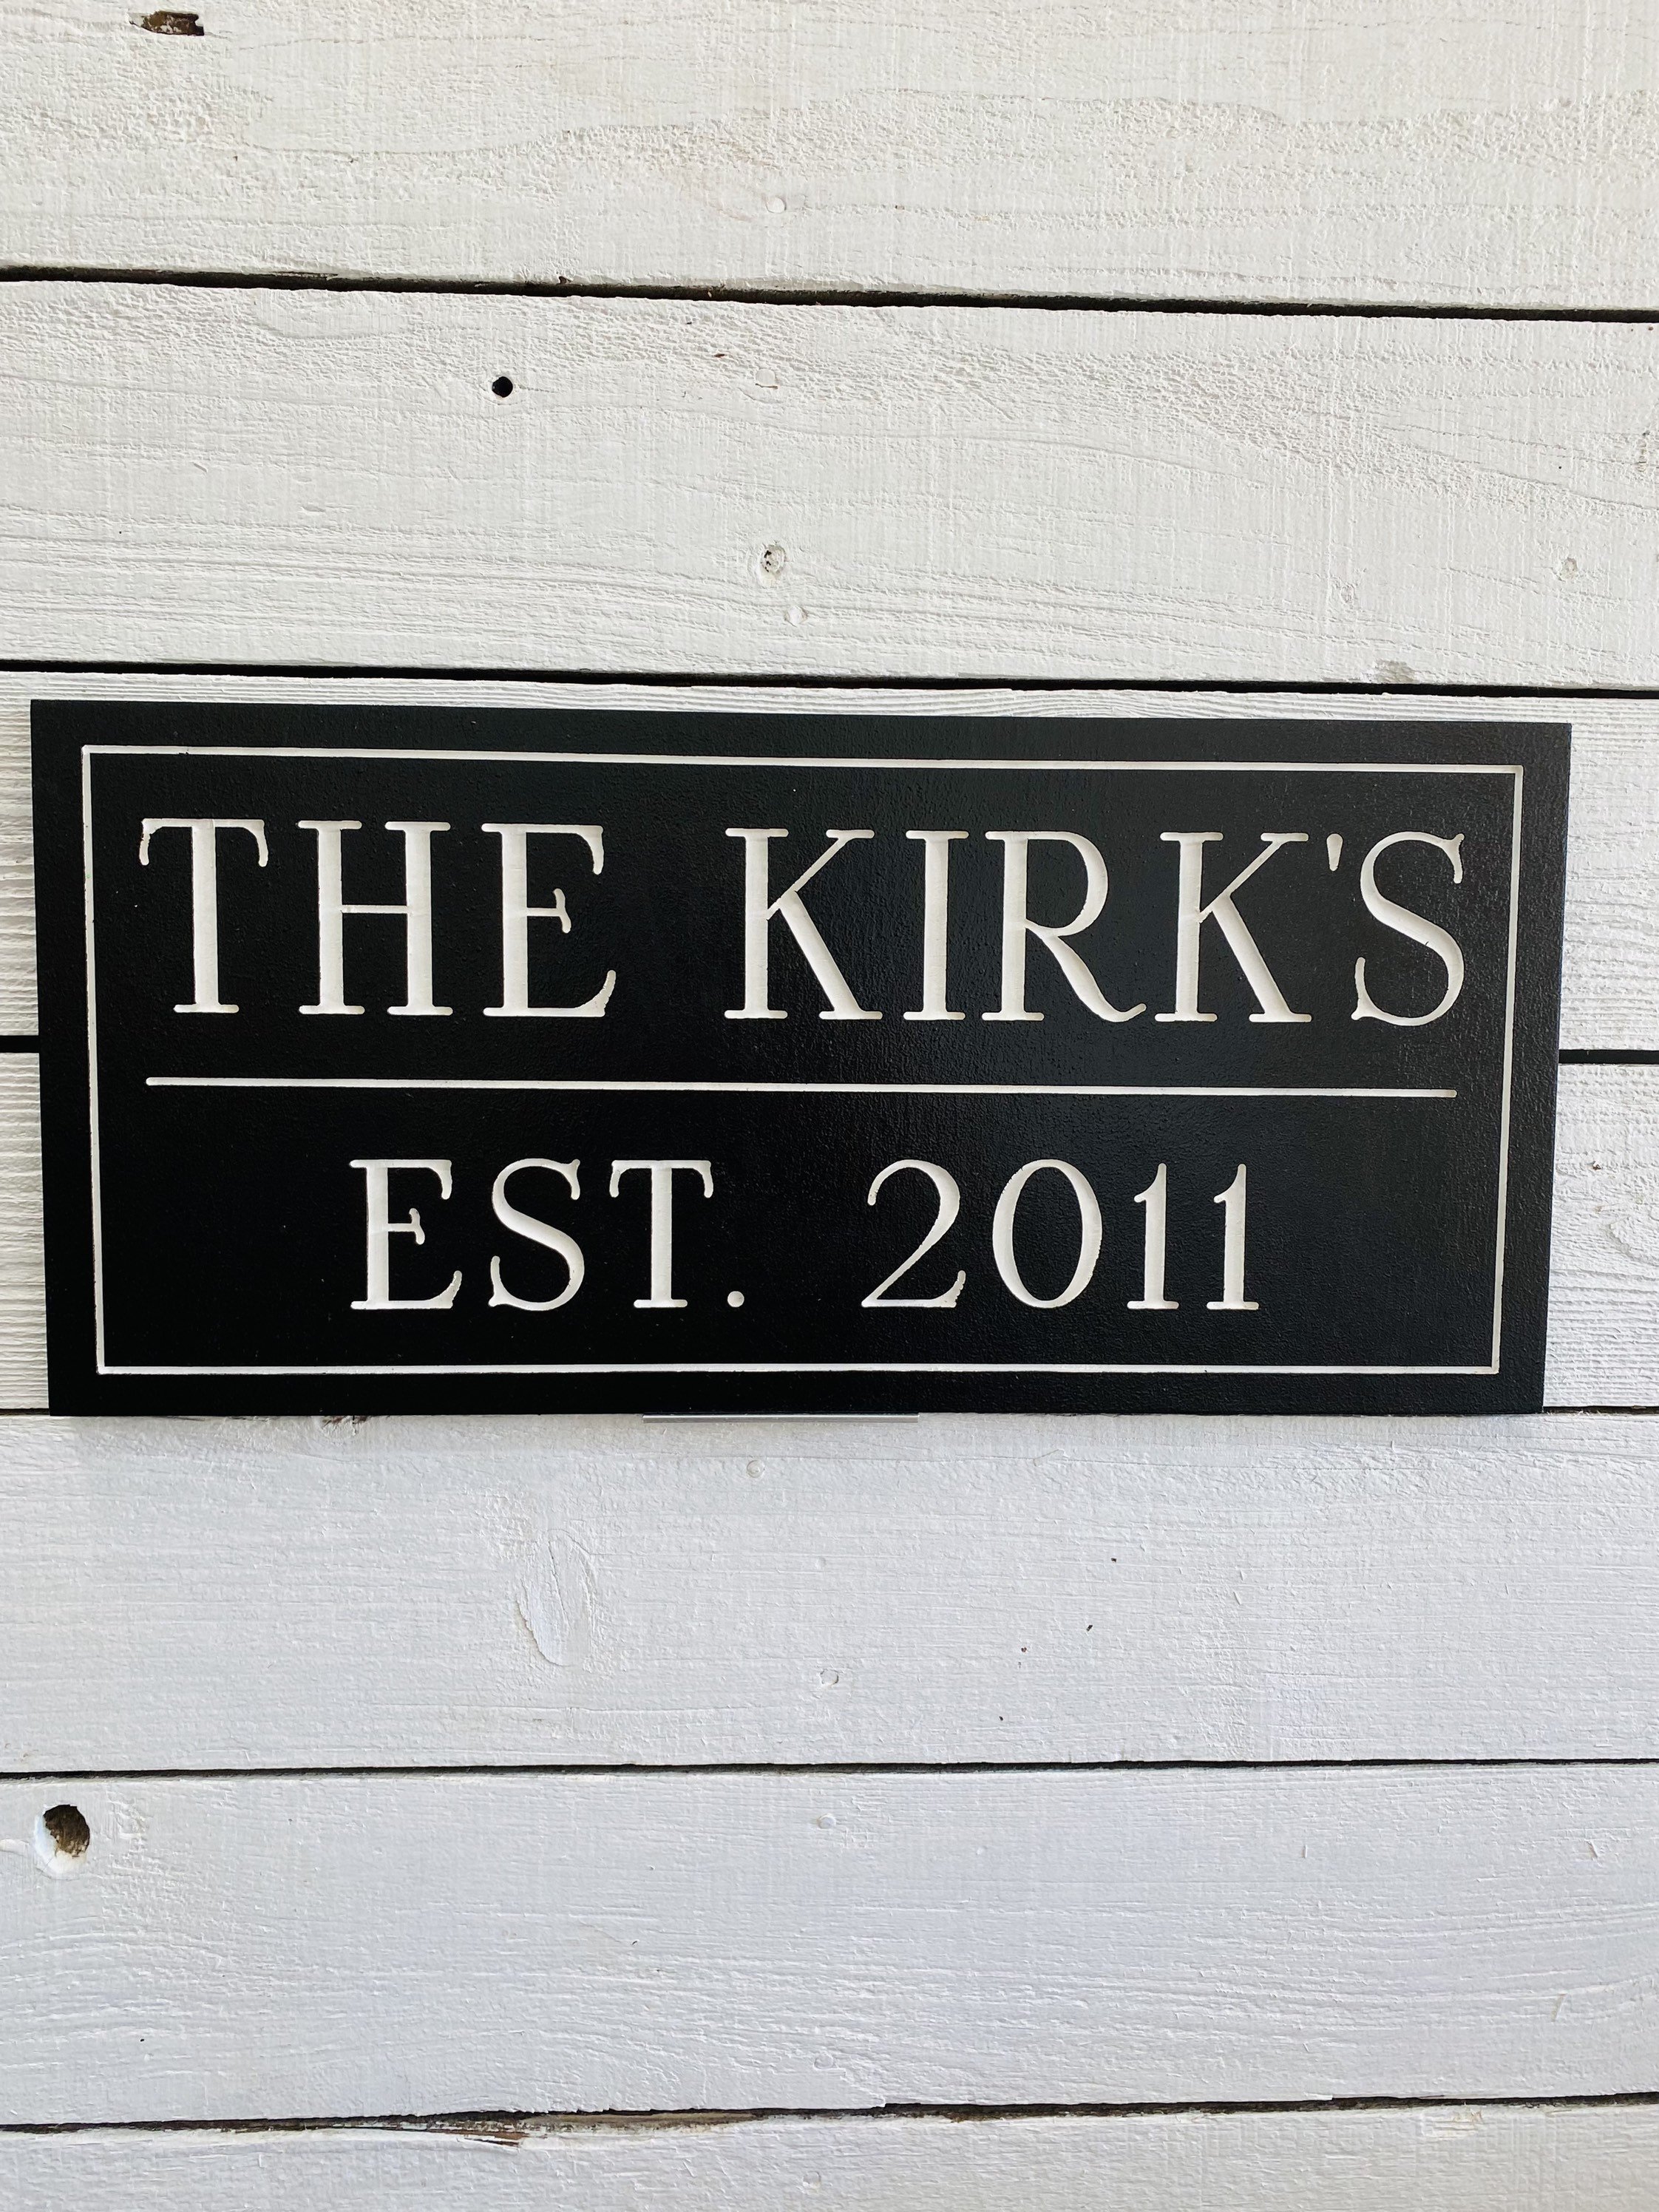 THE KIRK'S
EST. 2011